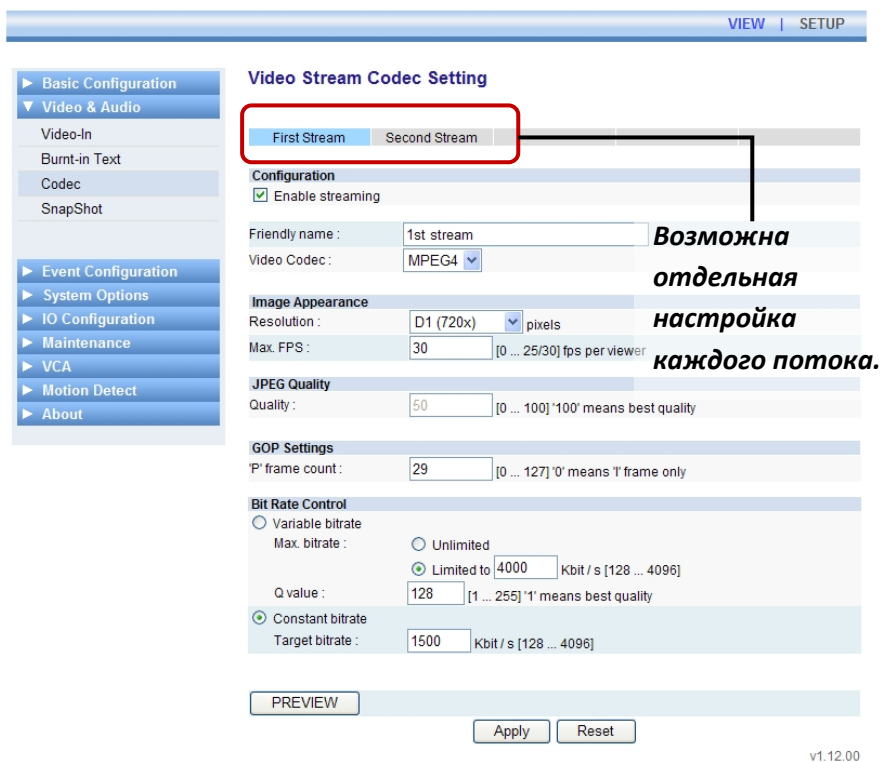 VIEW | SETUP
► Basic Configuration
▼ Video & Audio
Video-In
Burnt-in Text
Codec
SnapShot
► Event Configuration
► System Options
► IO Configuration
► Maintenance
► VCA
► Motion Detect
► About
Video Stream Codec Setting
First Stream Second Stream
Configuration
Enable streaming
Friendly name : 1st stream
Video Codec : MPEG4
Возможна
отдельная
настройка
каждого потока.
Image Appearance
Resolution : D1 (720x) pixels
Max. FPS : 30 [0 ... 25/30] fps per viewer
JPEG Quality
Quality : 50 [0 ... 100] '100' means best quality
GOP Settings
'P' frame count : 29 [0 ... 127] '0' means 'I' frame only
Bit Rate Control
Variable bitrate
Max. bitrate : Unlimited
Limited to 4000 Kbit / s [128 ... 4096]
Q value : 128 [1 ... 255] '1' means best quality
Constant bitrate
Target bitrate : 1500 Kbit / s [128 ... 4096]
PREVIEW
Apply Reset
v1.12.00